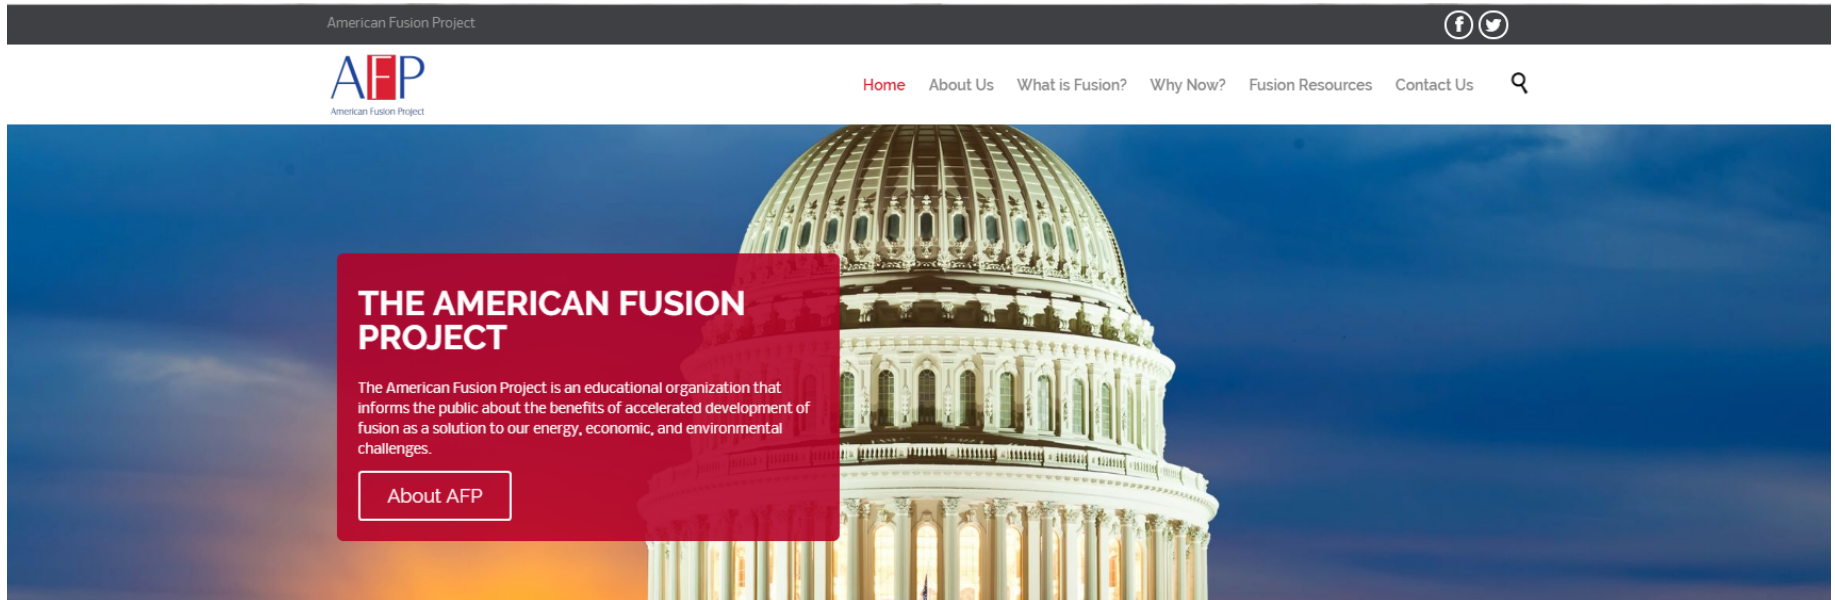 American Fusion Project
AFP
American Fusion Project
Home About Us What is Fusion? Why Now? Fusion Resources Contact Us
THE AMERICAN FUSION
PROJECT
The American Fusion Project is an educational organization that
informs the public about the benefits of accelerated development of
fusion as a solution to our energy, economic, and environmental
challenges.
About AFP